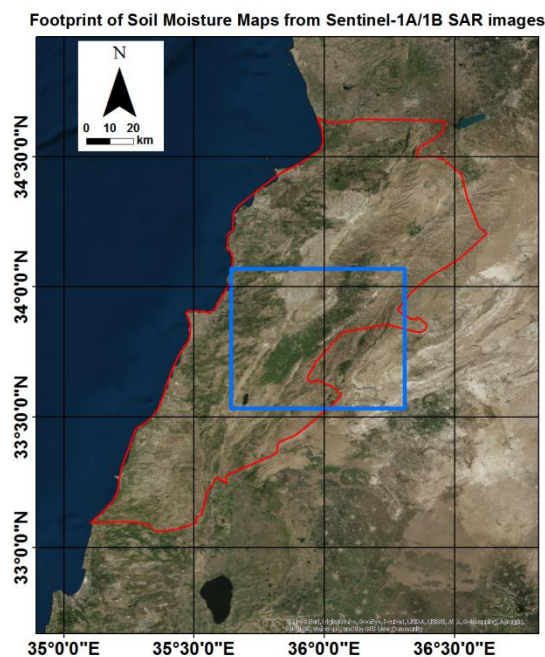 Footprint of Soil Moisture Maps from Sentinel-1A/1B SAR images
N
0 10 20
km
34°30'0"N
34°0'0"N
33°30'0"N
33°0'0"N
35°0'0"E 35°30'0"E 36°0'0"E 36°30'0"E